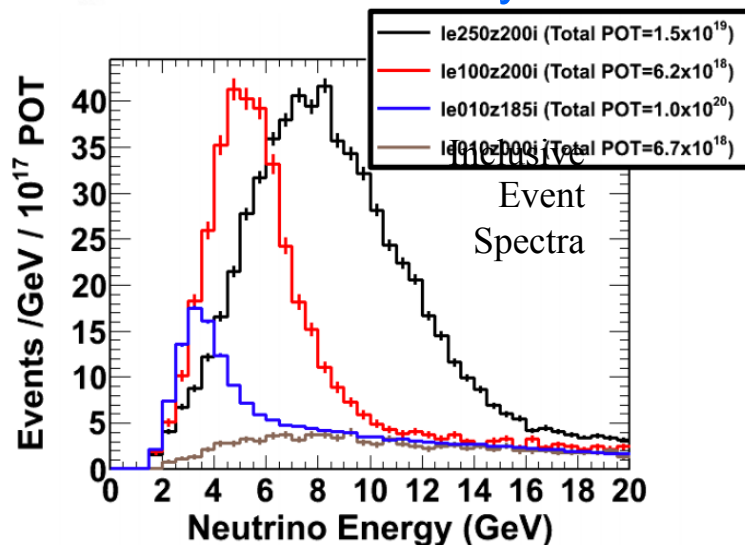 le250z200i (Total POT=1.5x10¹⁹)
le100z200i (Total POT=6.2x10¹⁸)
le010z185i (Total POT=1.0x10²⁰)
le010z000i (Total POT=6.7x10¹⁸)
Inclusive
Event
Spectra
Events /GeV / 10¹⁷ POT
40
35
30
25
20
15
10
5
0
0 2 4 6 8 10 12 14 16 18 20
Neutrino Energy (GeV)